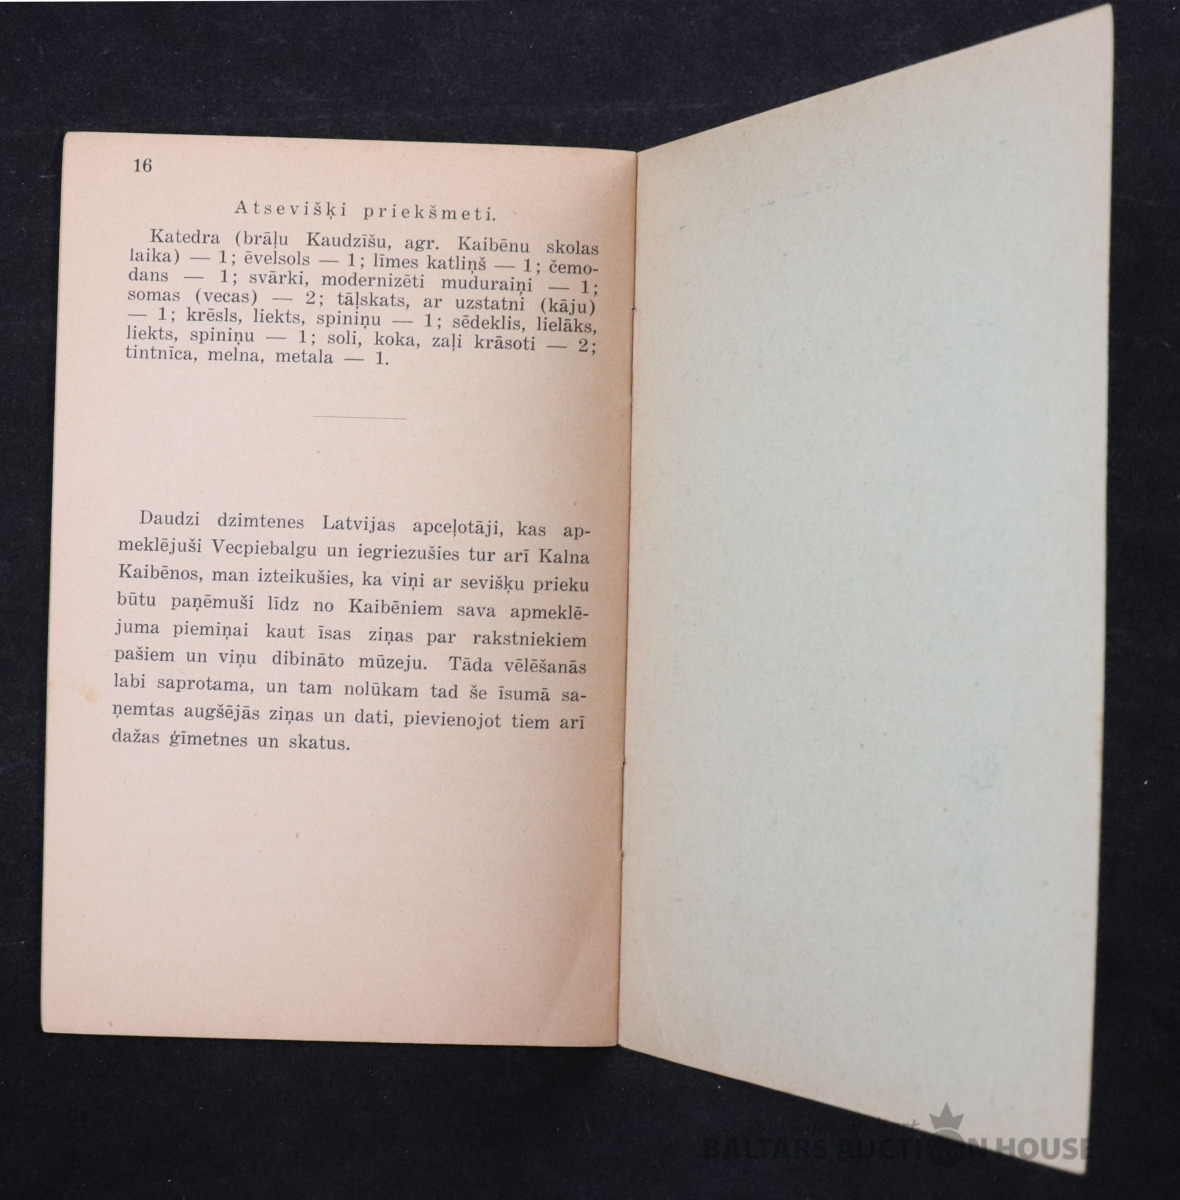 16
Atsevišķi priekšmeti.
Katedra (brāļu Kaudzīšu, agr. Kaibēnu skolas
laika) — 1; ēvelsols — 1; līmes katliņš — 1; čemo-
dans — 1; svārki, modernizēti muduraiņi — 1;
somas (vecas) — 2; tāļskats, ar uzstatni (kāju)
— 1; krēsls, liekts, spiniņu — 1; sēdeklis, lielāks,
liekts, spiniņu — 1; soli, koka, zaļi krāsoti — 2;
tintnīca, melna, metala — 1.
Daudzi dzimtenes Latvijas apceļotāji, kas ap-
meklējuši Vecpiebalgu un iegriezušies tur arī Kalna
Kaibēnos, man izteikušies, ka viņi ar sevišķu prieku
būtu paņēmuši līdz no Kaibēniem sava apmeklē-
juma piemiņai kaut īsas ziņas par rakstniekiem
pašiem un viņu dibināto mūzeju. Tāda vēlēšanās
labi saprotama, un tam nolūkam tad še īsumā sa-
ņemtas augšējās ziņas un dati, pievienojot tiem arī
dažas ģīmetnes un skatus.
BALTARS AUCTION HOUSE